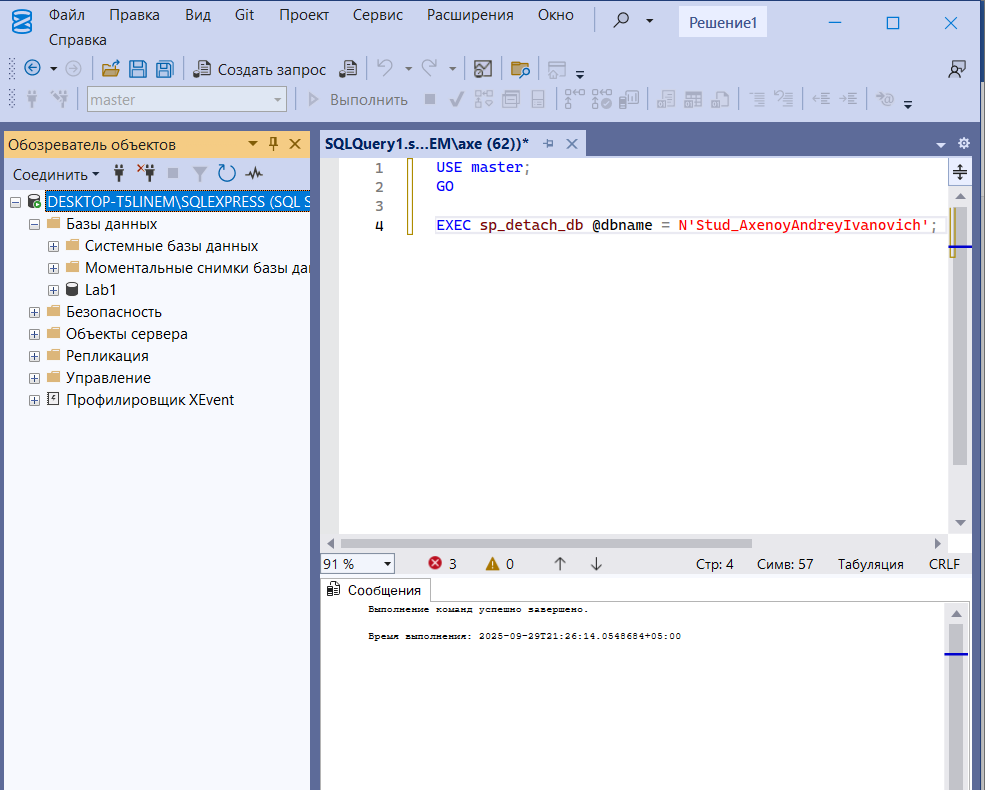 Файл Правка Вид Git Проект Сервис Расширения Окно Решение1
Справка
Создать запрос
master Выполнить
Обозреватель объектов
Соединить
DESKTOP-T5LINEM\SQLEXPRESS (SQL S
Базы данных
Системные базы данных
Моментальные снимки базы да
Lab1
Безопасность
Объекты сервера
Репликация
Управление
Профилировщик XEvent
SQLQuery1.s...EM\axe (62))*
1 USE master;
2 GO
3
4 EXEC sp_detach_db @dbname = N'Stud_AxenoyAndreyIvanovich';
91 % 3 0 Стр: 4 Симв: 57 Табуляция CRLF
Сообщения
Выполнение команд успешно завершено.
Время выполнения: 2025-09-29T21:26:14.0548684+05:00